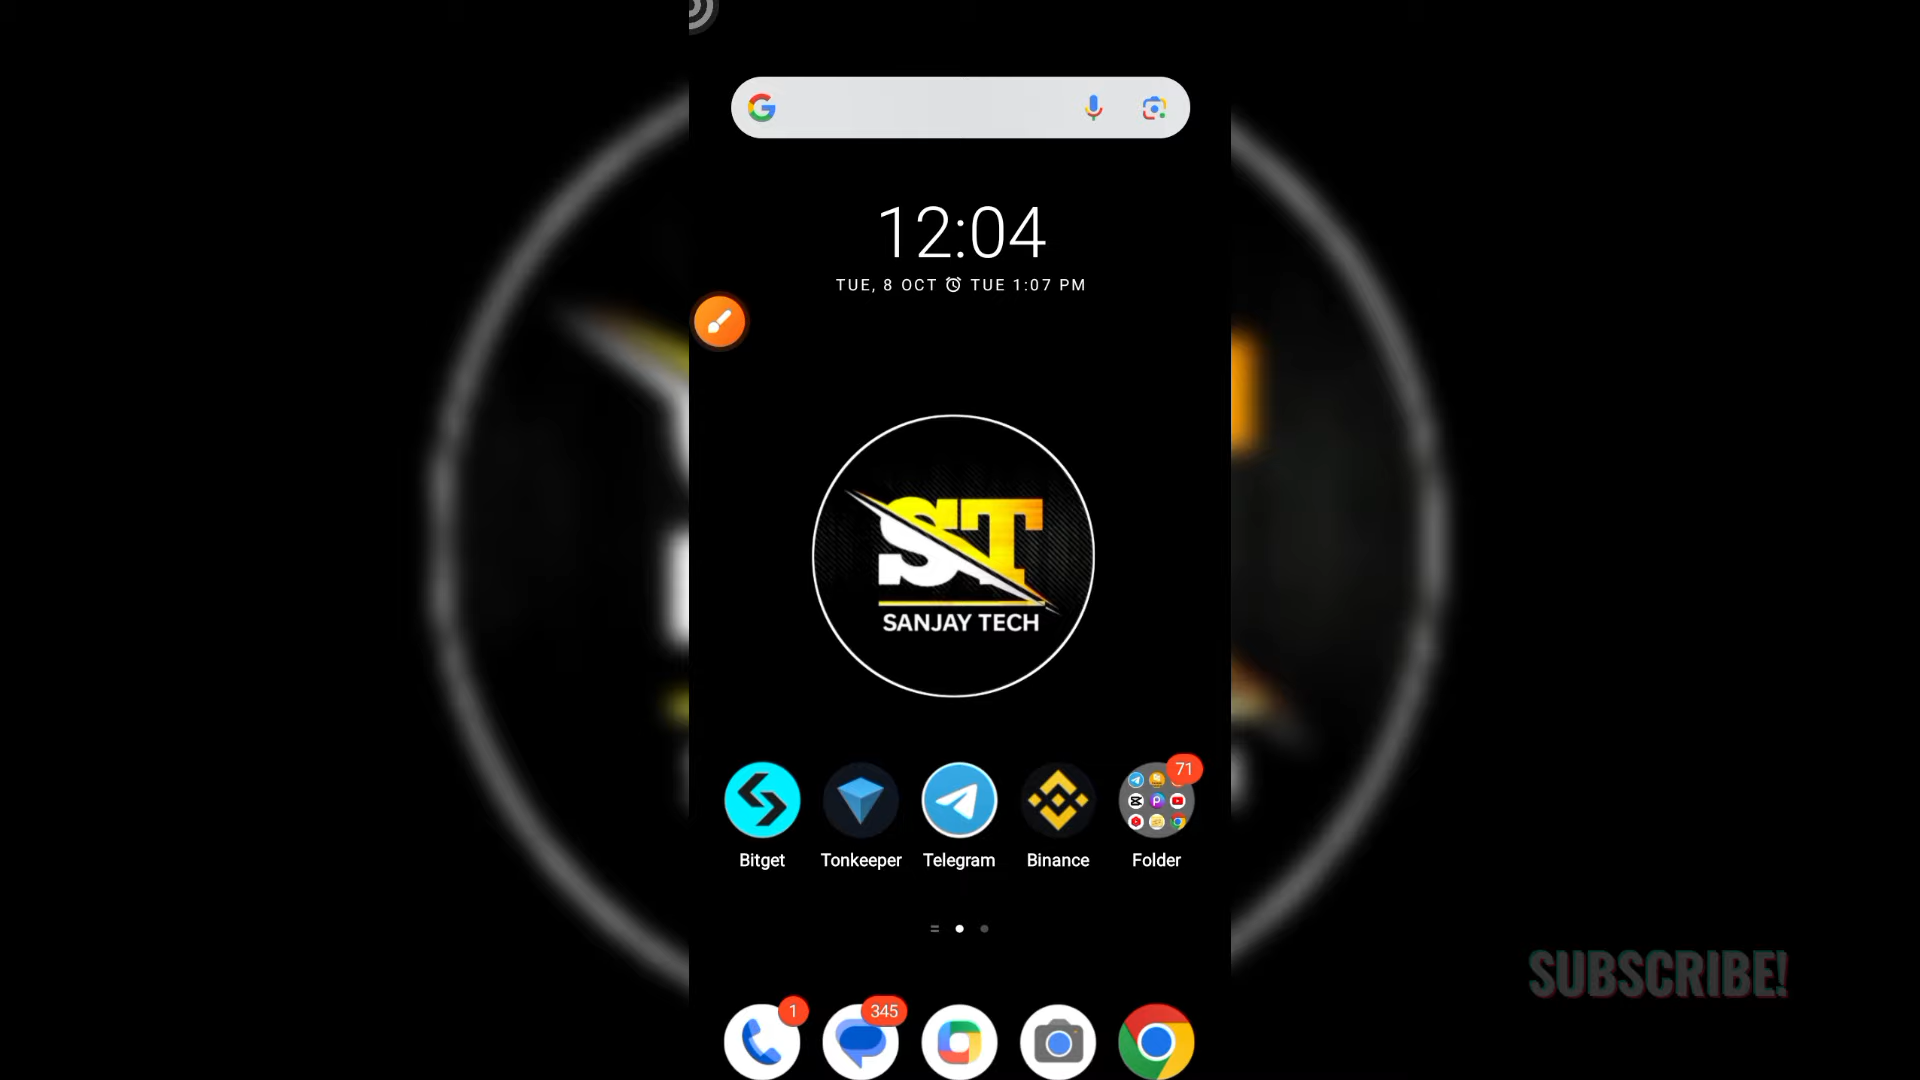 12:04
TUE, 8 OCT TUE 1:07 PM
ST
SANJAY TECH
71
Bitget Tonkeeper Telegram Binance Folder
1 345
SUBSCRIBE!